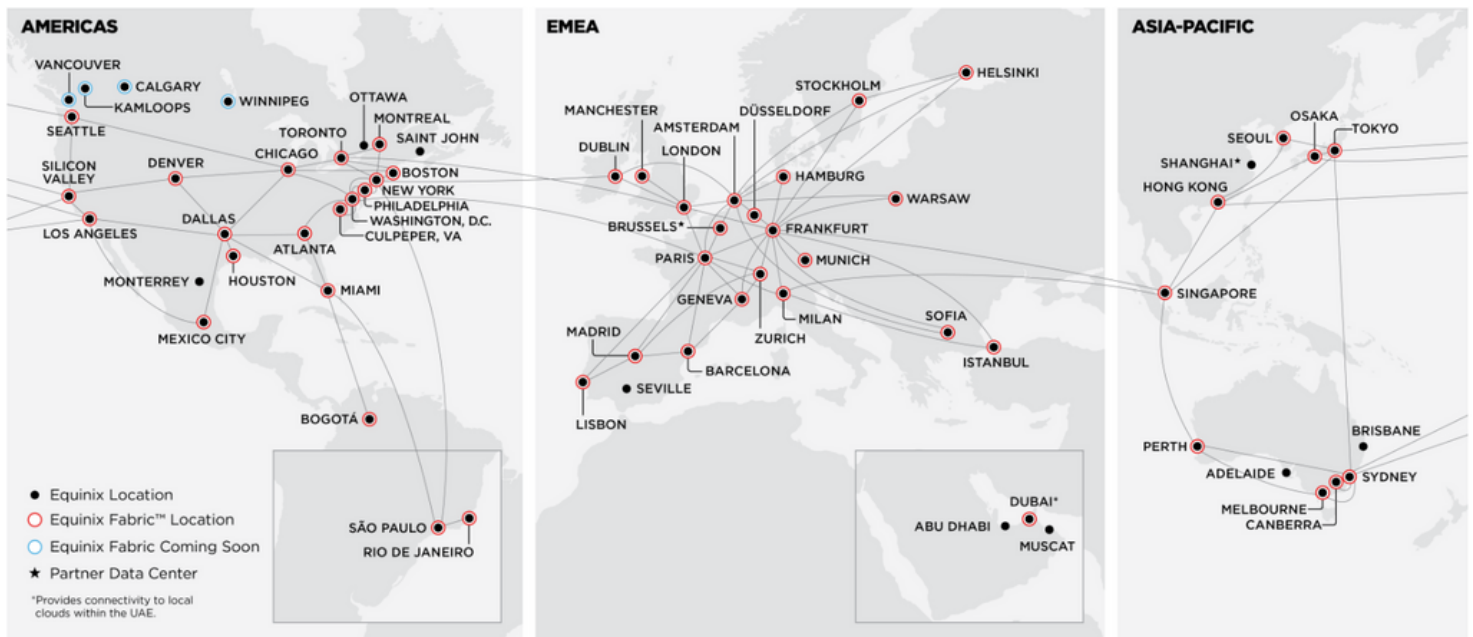 AMERICAS
VANCOUVER
CALGARY
KAMLOOPS
WINNIPEG
SEATTLE
OTTAWA
MONTREAL
TORONTO
SAINT JOHN
CHICAGO
SILICON
VALLEY
DENVER
BOSTON
NEW YORK
PHILADELPHIA
WASHINGTON, D.C.
CULPEPER, VA
LOS ANGELES
DALLAS
ATLANTA
MONTERREY
HOUSTON
MIAMI
MEXICO CITY
BOGOTÁ
SÃO PAULO
RIO DE JANEIRO
Equinix Location
Equinix Fabric™ Location
Equinix Fabric Coming Soon
★ Partner Data Center
*Provides connectivity to local
clouds within the UAE.
EMEA
HELSINKI
STOCKHOLM
MANCHESTER
DÜSSELDORF
AMSTERDAM
DUBLIN
LONDON
HAMBURG
WARSAW
BRUSSELS*
FRANKFURT
PARIS
MUNICH
GENEVA
MILAN
SOFIA
MADRID
ZURICH
ISTANBUL
BARCELONA
SEVILLE
LISBON
DUBAI*
ABU DHABI
MUSCAT
ASIA-PACIFIC
OSAKA
SEOUL
TOKYO
SHANGHAI*
HONG KONG
SINGAPORE
BRISBANE
PERTH
ADELAIDE
SYDNEY
MELBOURNE
CANBERRA